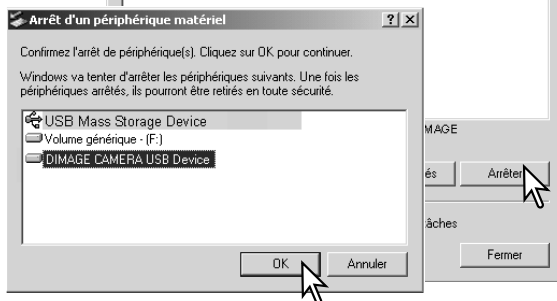 Arrêt d'un périphérique matériel
Confirmez l'arrêt de périphérique(s). Cliquez sur OK pour continuer.
Windows va tenter d'arrêter les périphériques suivants. Une fois les
périphériques arrêtés, ils pourront être retirés en toute sécurité.
USB Mass Storage Device
Volume générique - (F:)
DIMAGE CAMERA USB Device
OK
Annuler
MAGE
és
Arrêter
âches
Fermer